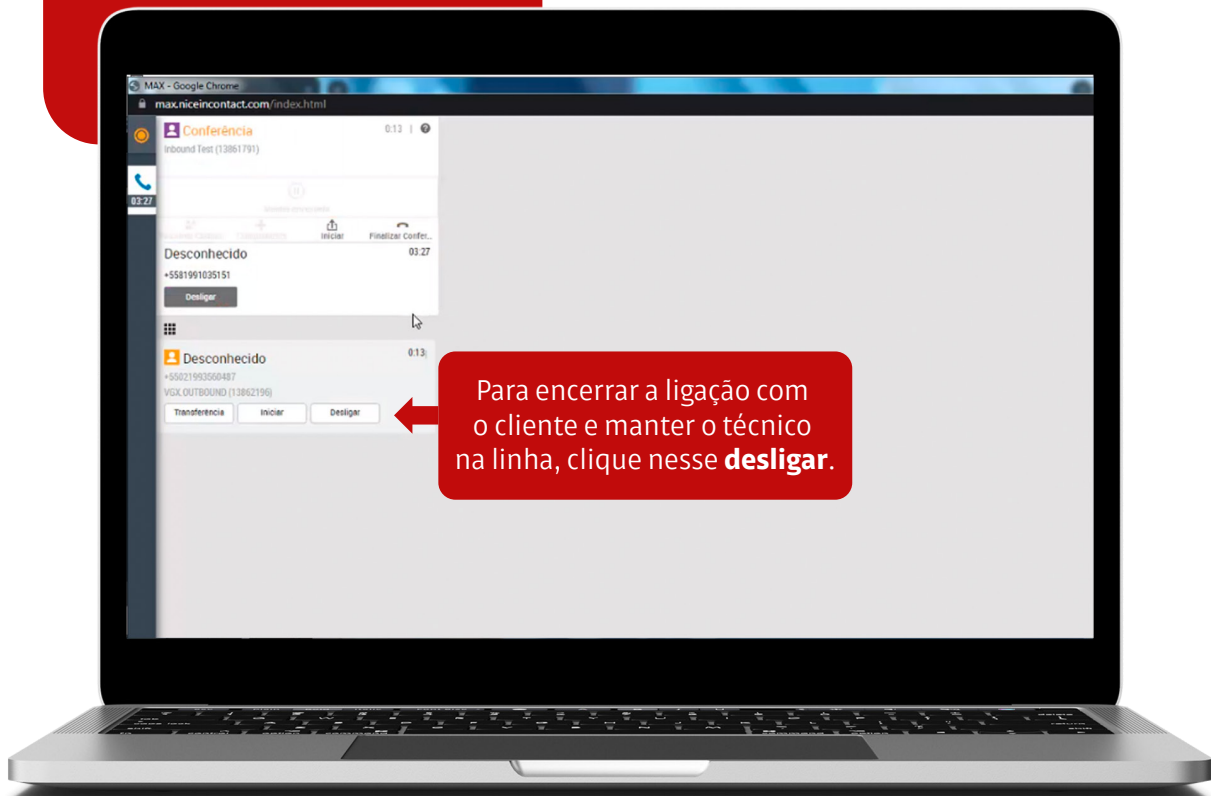 MAX - Google Chrome
max.niceincontact.com/index.html
Conferência
0:13 |
Inbound Test (13861791)
03:27
Iniciar
Finalizar Confer..
Desconhecido
03:27
+5581991035151
Desligar
Desconhecido
0:13
+55021993550487
VGX.OUTBOUND (13862196)
Transferência
Iniciar
Desligar
Para encerrar a ligação com
o cliente e manter o técnico
na linha, clique nesse desligar.